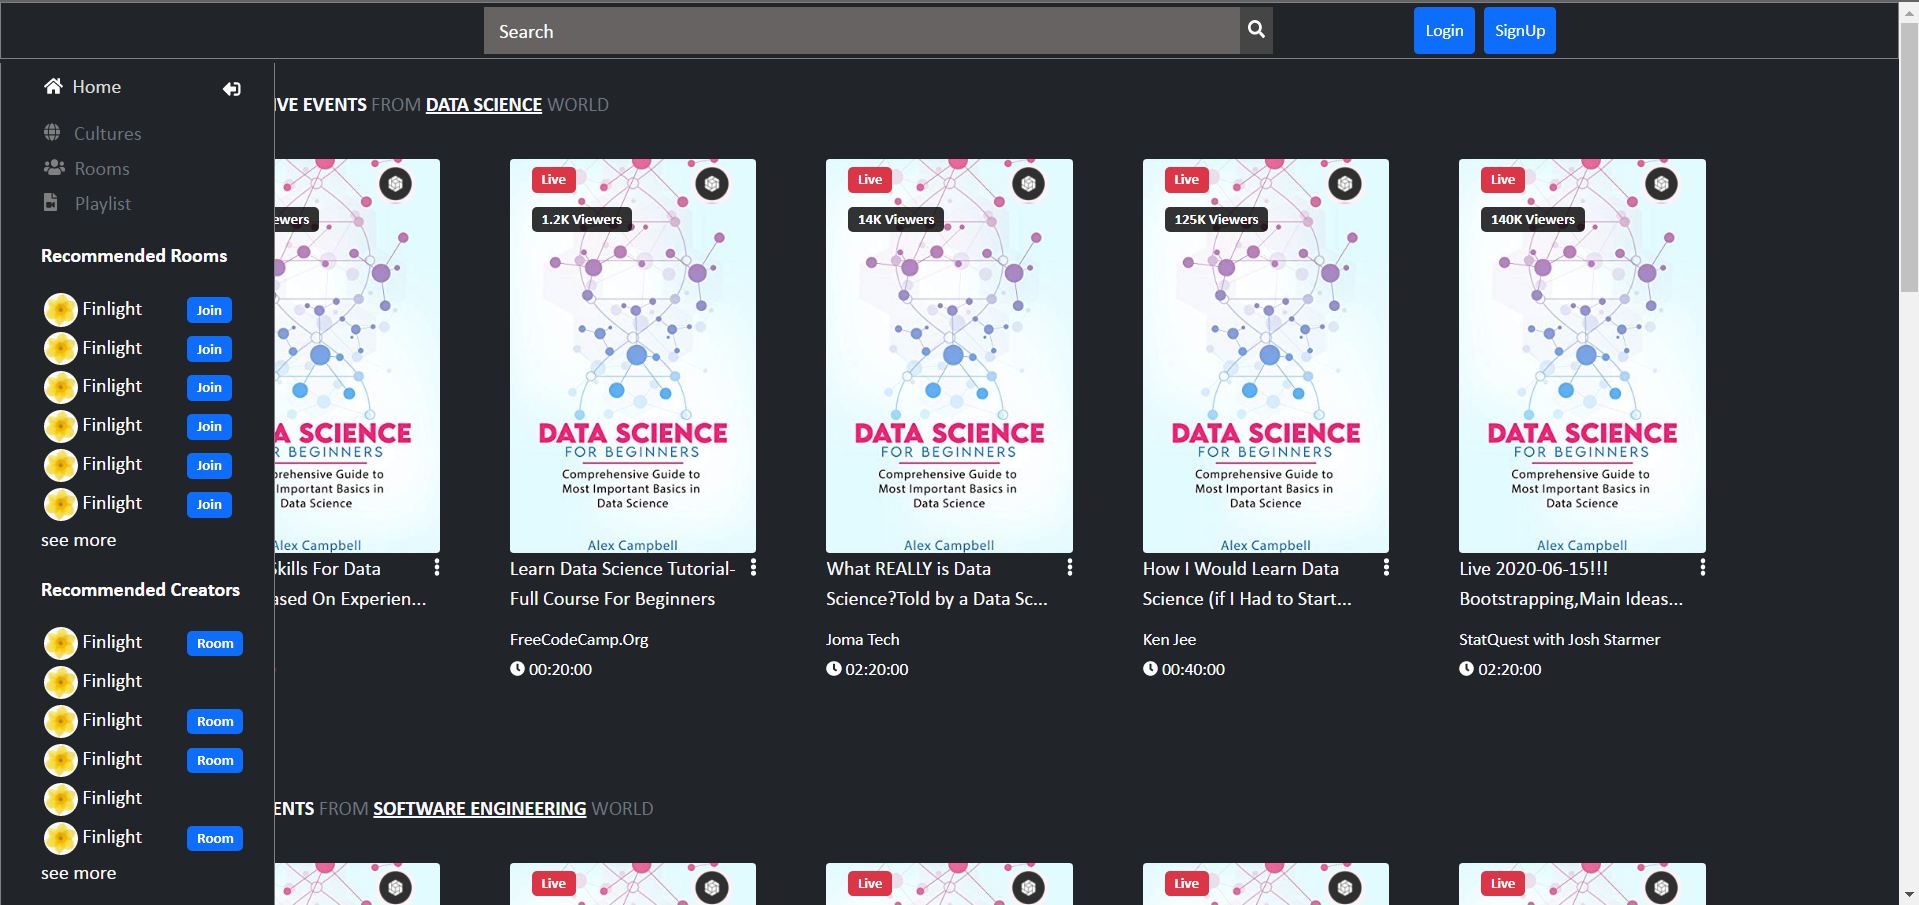 Search
Login
SignUp
Home
Cultures
Rooms
Playlist
Recommended Rooms
Finlight Join
Finlight Join
Finlight Join
Finlight Join
Finlight Join
Finlight Join
see more
Recommended Creators
Finlight Room
Finlight
Finlight Room
Finlight Room
Finlight
Finlight Room
see more
VE EVENTS FROM DATA SCIENCE WORLD
ewers
A SCIENCE
R BEGINNERS
prehensive Guide to
Important Basics in
Data Science
Alex Campbell
Skills For Data
ased On Experien...
Live
1.2K Viewers
DATA SCIENCE
FOR BEGINNERS
Comprehensive Guide to
Most Important Basics in
Data Science
Alex Campbell
Learn Data Science Tutorial-
Full Course For Beginners
FreeCodeCamp.Org
00:20:00
Live
14K Viewers
DATA SCIENCE
FOR BEGINNERS
Comprehensive Guide to
Most Important Basics in
Data Science
Alex Campbell
What REALLY is Data
Science?Told by a Data Sc...
Joma Tech
02:20:00
Live
125K Viewers
DATA SCIENCE
FOR BEGINNERS
Comprehensive Guide to
Most Important Basics in
Data Science
Alex Campbell
How I Would Learn Data
Science (if I Had to Start...
Ken Jee
00:40:00
Live
140K Viewers
DATA SCIENCE
FOR BEGINNERS
Comprehensive Guide to
Most Important Basics in
Data Science
Alex Campbell
Live 2020-06-15!!!
Bootstrapping,Main Ideas...
StatQuest with Josh Starmer
02:20:00
ENTS FROM SOFTWARE ENGINEERING WORLD
Live
Live
Live
Live